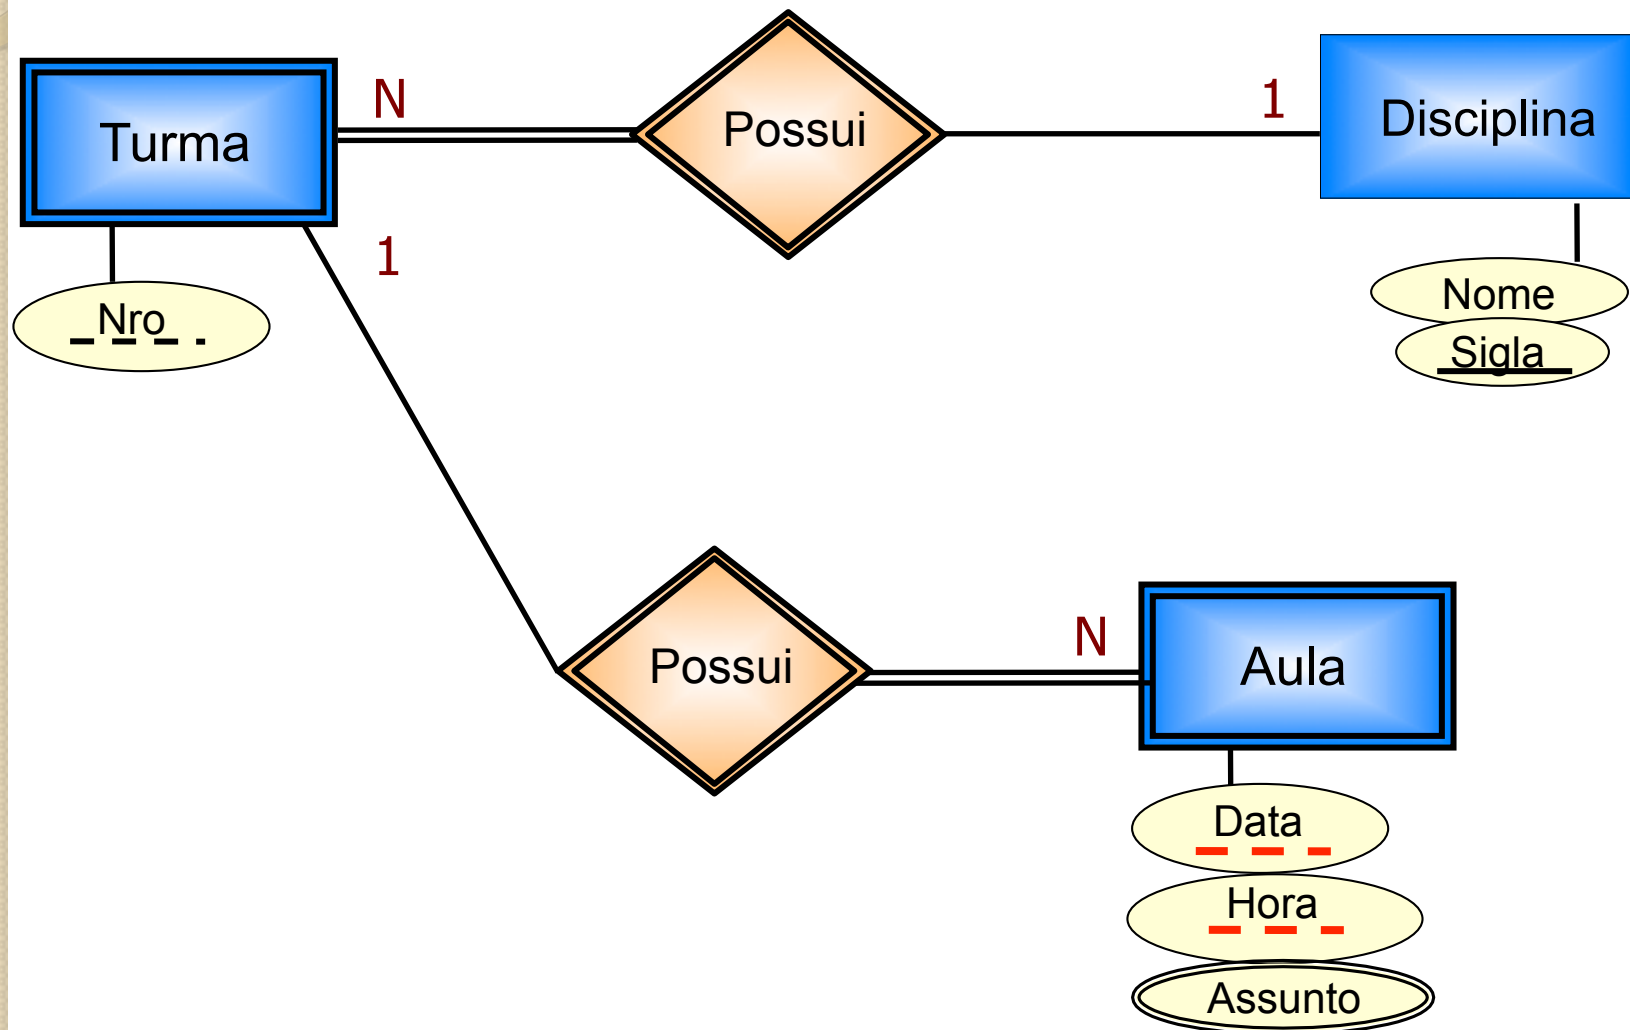 N
1
Turma
Possui
Disciplina
1
Nro
Nome
Sigla
Possui
N
Aula
Data
Hora
Assunto